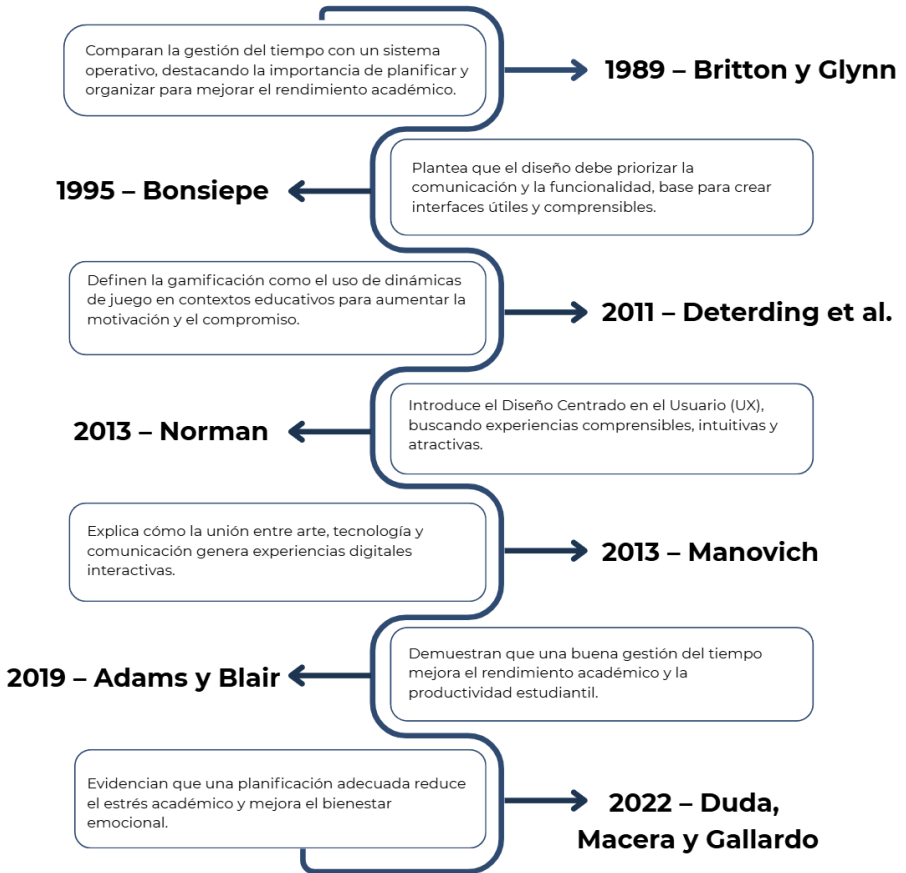 Comparan la gestión del tiempo con un sistema
operativo, destacando la importancia de planificar y
organizar para mejorar el rendimiento académico.
1989 – Britton y Glynn
1995 – Bonsiepe
Plantea que el diseño debe priorizar la
comunicación y la funcionalidad, base para crear
interfaces útiles y comprensibles.
Definen la gamificación como el uso de dinámicas
de juego en contextos educativos para aumentar la
motivación y el compromiso.
2011 – Deterding et al.
2013 – Norman
Introduce el Diseño Centrado en el Usuario (UX),
buscando experiencias comprensibles, intuitivas y
atractivas.
Explica cómo la unión entre arte, tecnología y
comunicación genera experiencias digitales
interactivas.
2013 – Manovich
2019 – Adams y Blair
Demuestran que una buena gestión del tiempo
mejora el rendimiento académico y la
productividad estudiantil.
Evidencian que una planificación adecuada reduce
el estrés académico y mejora el bienestar
emocional.
2022 – Duda,
Macera y Gallardo